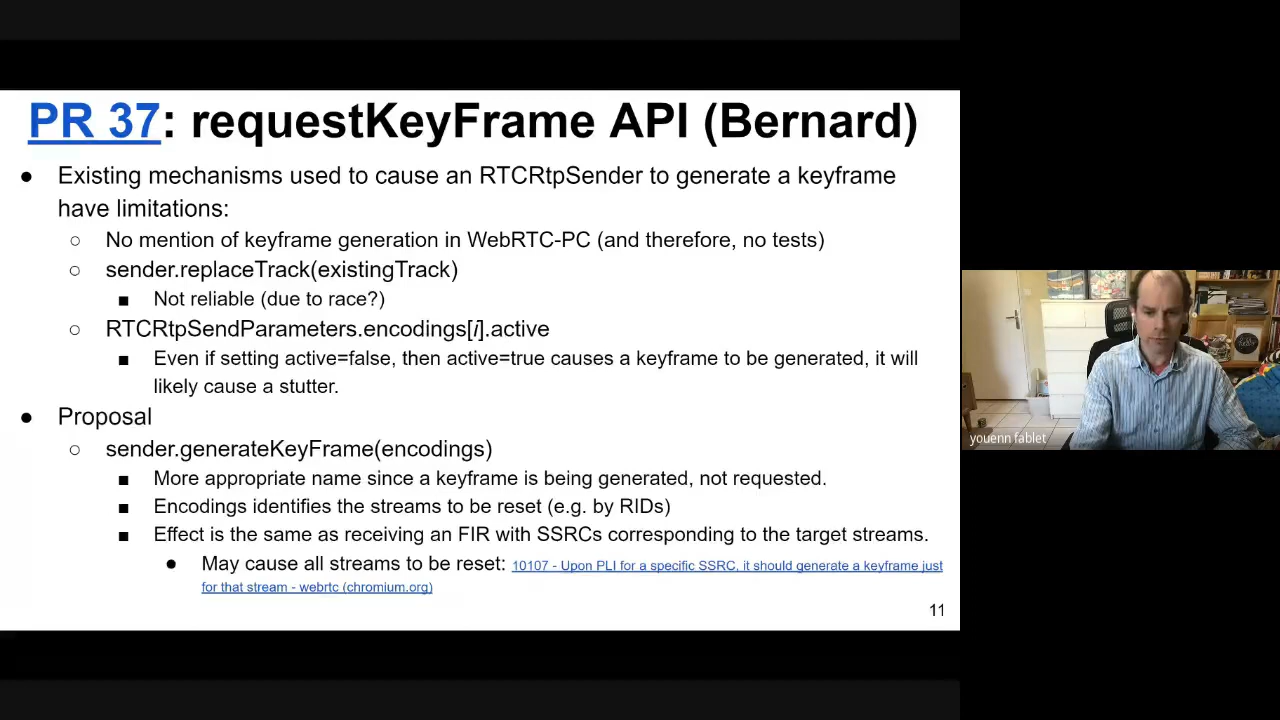 PR 37: requestKeyFrame API (Bernard)
● Existing mechanisms used to cause an RTCRtpSender to generate a keyframe
have limitations:
○ No mention of keyframe generation in WebRTC-PC (and therefore, no tests)
○ sender.replaceTrack(existingTrack)
■ Not reliable (due to race?)
○ RTCRtpSendParameters.encodings[i].active
■ Even if setting active=false, then active=true causes a keyframe to be generated, it will
likely cause a stutter.
● Proposal
○ sender.generateKeyFrame(encodings)
■ More appropriate name since a keyframe is being generated, not requested.
■ Encodings identifies the streams to be reset (e.g. by RIDs)
■ Effect is the same as receiving an FIR with SSRCs corresponding to the target streams.
● May cause all streams to be reset: 10107 - Upon PLI for a specific SSRC, it should generate a keyframe just
for that stream - webrtc (chromium.org)
11
youenn fablet